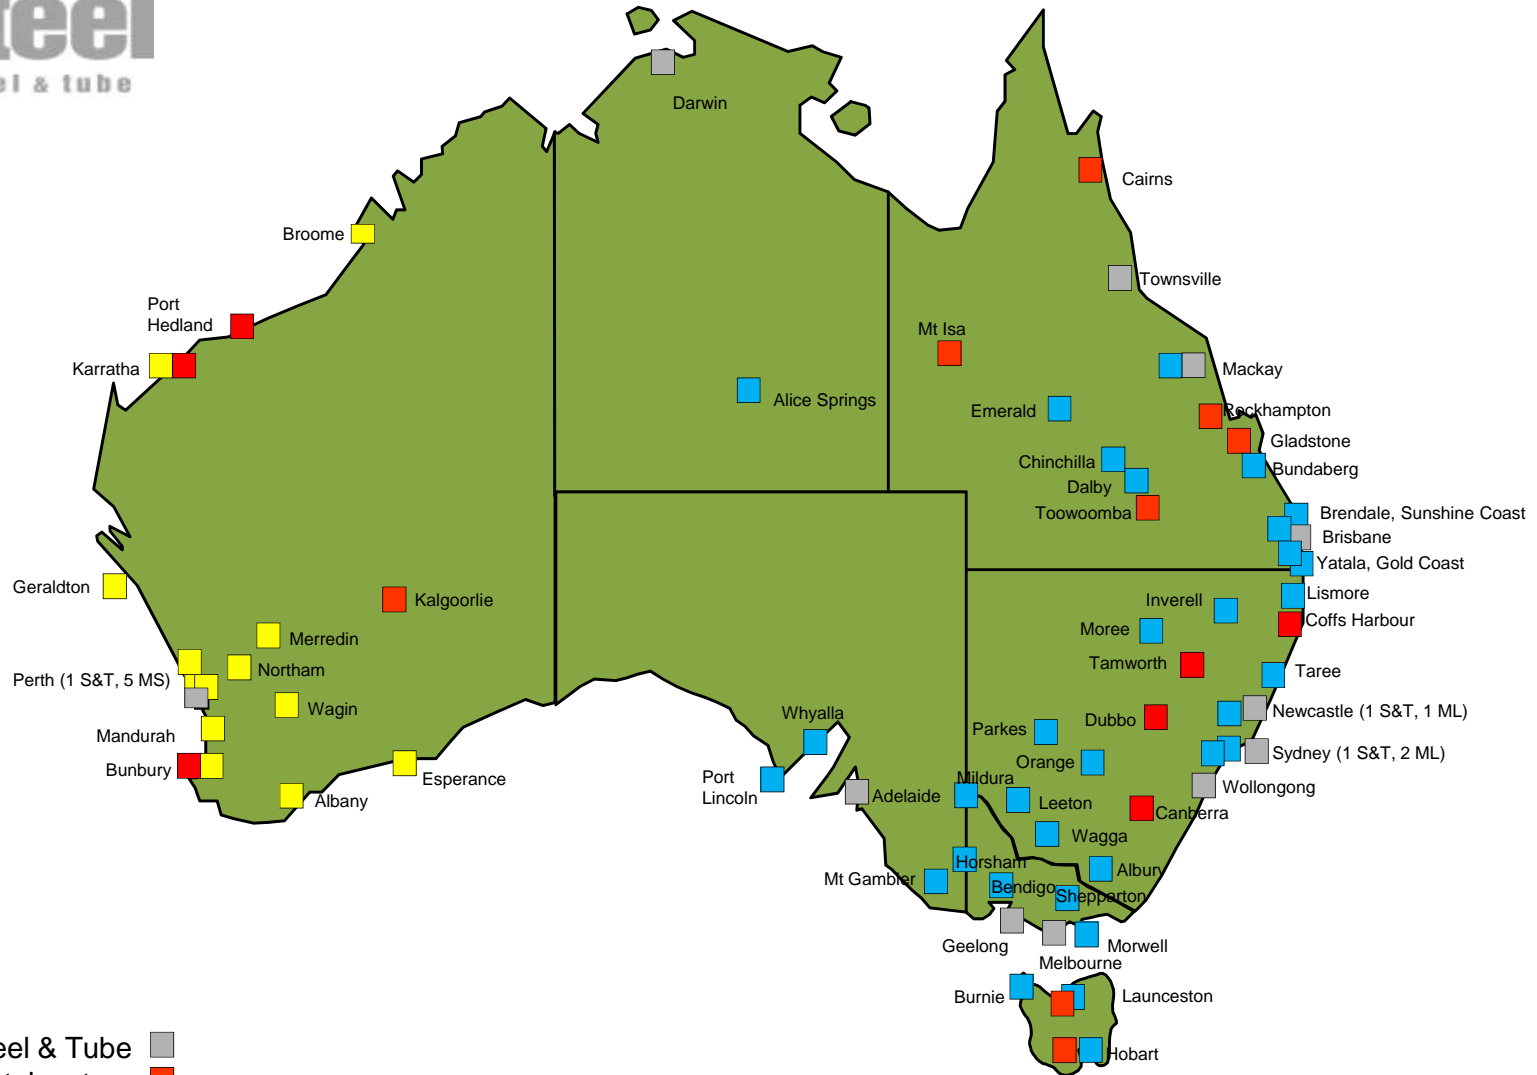 teel
el & tube
Darwin
Cairns
Broome
Townsville
Port
Hedland
Mt Isa
Karratha
Mackay
Alice Springs
Emerald
Rockhampton
Gladstone
Chinchilla
Bundaberg
Dalby
Toowoomba
Brendale, Sunshine Coast
Brisbane
Yatala, Gold Coast
Geraldton
Kalgoorlie
Lismore
Inverell
Coffs Harbour
Moree
Merredin
Tamworth
Northam
Taree
Perth (1 S&T, 5 MS)
Wagin
Whyalla
Newcastle (1 S&T, 1 ML)
Dubbo
Parkes
Mandurah
Sydney (1 S&T, 2 ML)
Orange
Bunbury
Esperance
Port
Lincoln
Mildura
Wollongong
Adelaide
Albany
Leeton
Canberra
Wagga
Horsham
Albury
Mt Gambier
Bendigo
Shepparton
Geelong
Morwell
Melbourne
Burnie
Launceston
Hobart
eel & Tube